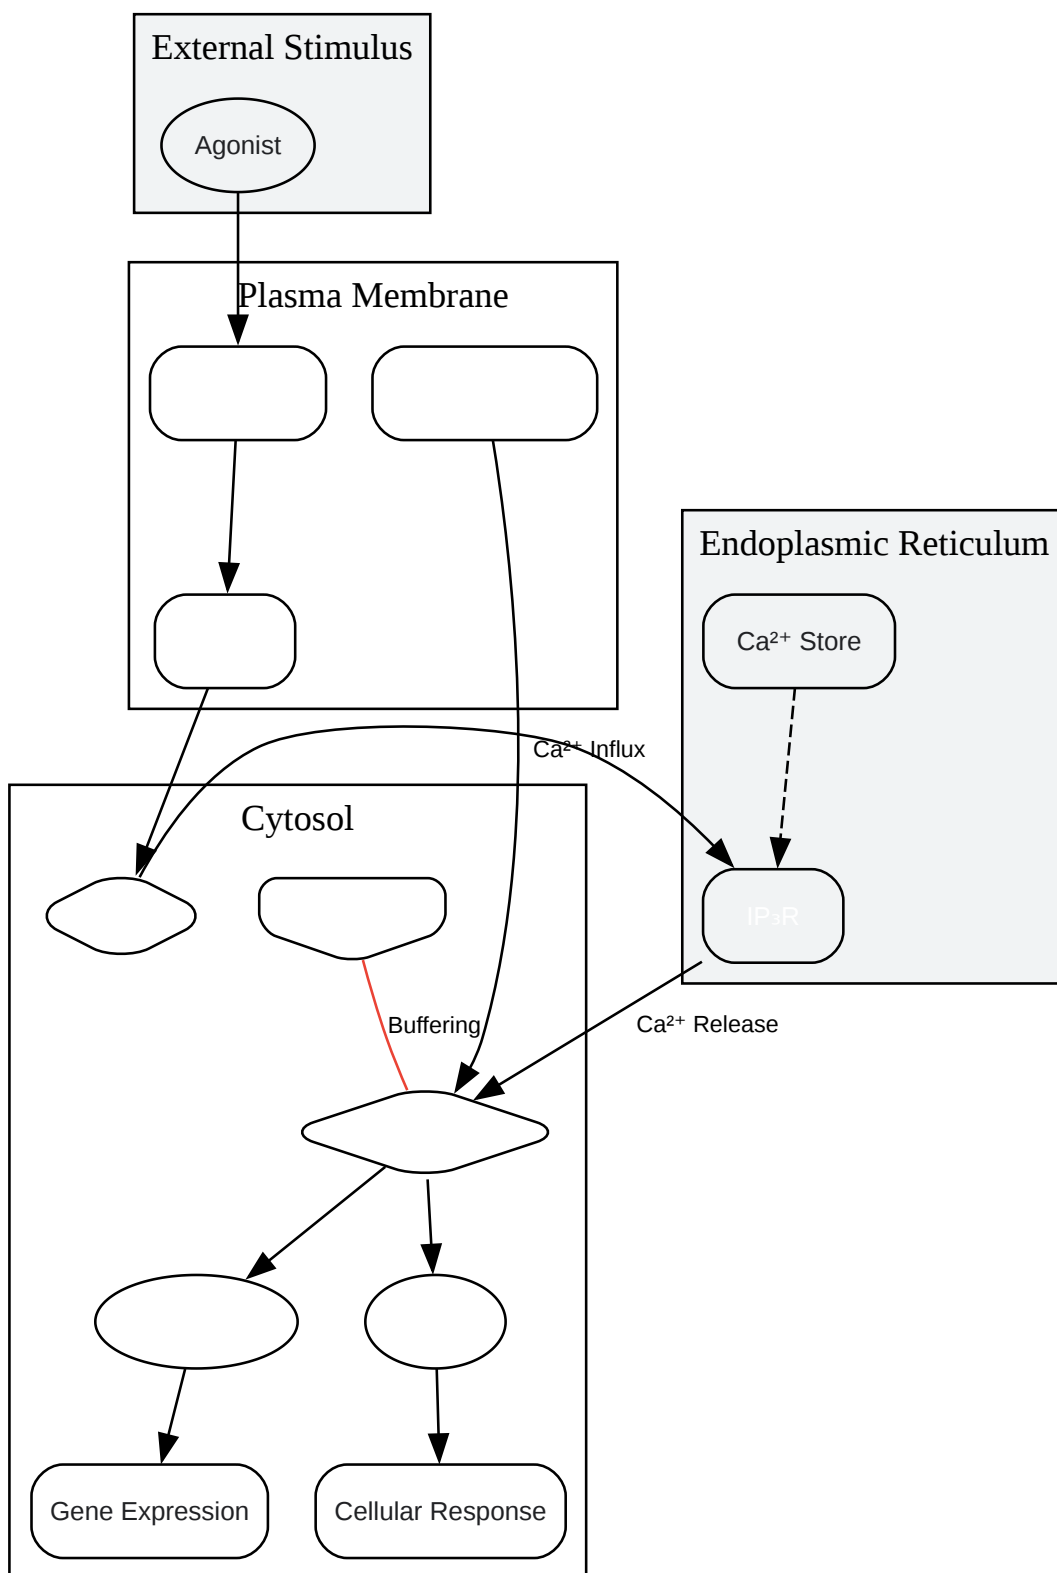 External Stimulus
Agonist
Plasma Membrane
Endoplasmic Reticulum
Ca²⁺ Store
Ca²⁺ Influx
Cytosol
IP₃R
Buffering
Ca²⁺ Release
Gene Expression
Cellular Response